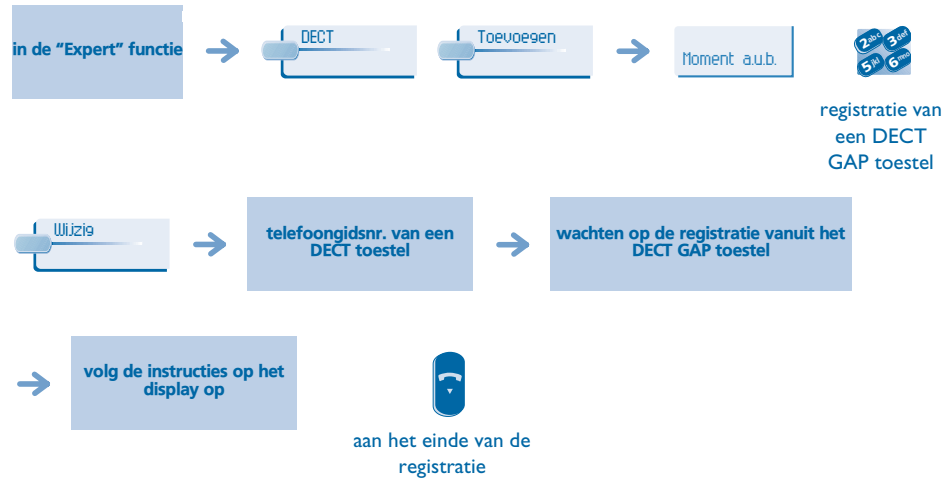 in de “Expert” functie
DECT
Toevoegen
Moment a.u.b.
2abc 3def
5jkl 6mno
registratie van
een DECT
GAP toestel
Wijzig
telefoongidsnr. van een
DECT toestel
wachten op de registratie vanuit het
DECT GAP toestel
volg de instructies op het
display op
aan het einde van de
registratie